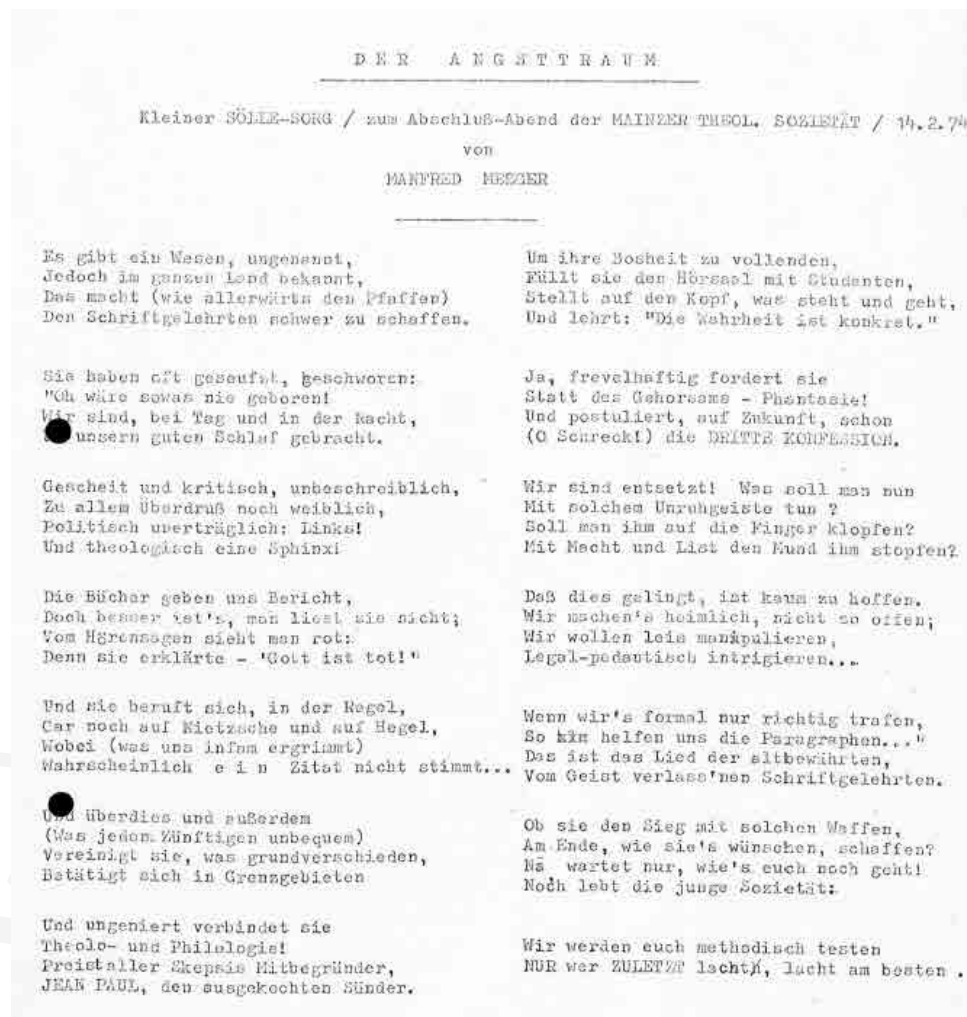 DER ANGSTTRAUM
Kleiner SÖLLE-SORG / zum Abschluß-Abend der MAINZER THEOL. SOZIETÄT / 14.2.74
von
MANFRED MEZGER
Es gibt ein Wesen, ungenannt,
Jedoch im ganzen Land bekannt,
Das macht (wie allerwärts den Pfaffen)
Den Schriftgelehrten schwer zu schaffen.
Sie haben oft geseufzt, geschworen:
"Oh wäre sowas nie geboren!
Wir sind, bei Tag und in der Nacht,
unsern guten Schlaf gebracht.
Gescheit und kritisch, unbeschreiblich,
Zu allem Überdruß noch weiblich,
Politisch unerträglich: Links!
Und theologisch eine Sphinx!
Die Bücher geben uns Bericht,
Doch besser ist's, man liest sie nicht;
Vom Hörensagen sieht man rot:
Denn sie erklärte - 'Gott ist tot!"
Und sie beruft sich, in der Regel,
Gar noch auf Nietzsche und auf Hegel,
Wobei (was uns infam ergrimmt)
Wahrscheinlich e i n Zitat nicht stimmt...
Und überdies und außerdem
(Was jedem Zünftigen unbequem)
Vereinigt sie, was grundverschieden,
Betätigt sich in Grenzgebieten
Und ungeniert verbindet sie
Theolo- und Philologie!
Preist aller Skepsis Mitbegründer,
JEAN PAUL, den ausgekochten Sünder.
Um ihre Bosheit zu vollenden,
Füllt sie den Hörsaal mit Studenten,
Stellt auf den Kopf, was steht und geht,
Und lehrt: "Die Wahrheit ist konkret."
Ja, frevelhaftig fordert sie
Statt des Gehorsams - Phantasie!
Und postuliert, auf Zukunft, schon
(O Schreck!) die DRITTE KONFESSION.
Wir sind entsetzt! Was soll man nun
Mit solchem Unruhgeiste tun ?
Soll man ihm auf die Finger klopfen?
Mit Macht und List den Mund ihm stopfen?
Daß dies gelingt, ist kaum zu hoffen.
Wir machen's heimlich, nicht so offen;
Wir wollen leis manipulieren,
Legal-pedantisch intrigieren...
Wenn wir's formal nur richtig trafen,
So helfen uns die Paragraphen..."
Das ist das Lied der altbewährten,
Vom Geist verlass'nen Schriftgelehrten.
Ob sie den Sieg mit solchen Waffen,
Am Ende, wie sie's wünschen, schaffen?
Nä wartet nur, wie's euch noch geht!
Noch lebt die junge Sozietät:
Wir werden euch methodisch testen
NUR wer ZULETZT lacht, lacht am besten .